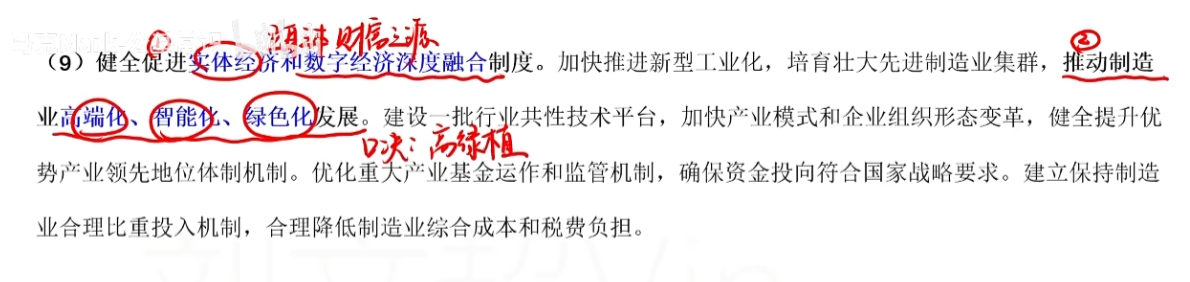 ① 国本 财富之源
②
（9）健全促进实体经济和数字经济深度融合制度。加快推进新型工业化，培育壮大先进制造业集群，推动制造
业高端化、智能化、绿色化发展。建设一批行业共性技术平台，加快产业模式和企业组织形态变革，健全提升优
口决：高绿植
势产业领先地位体制机制。优化重大产业基金运作和监管机制，确保资金投向符合国家战略要求。建立保持制造
业合理比重投入机制，合理降低制造业综合成本和税费负担。